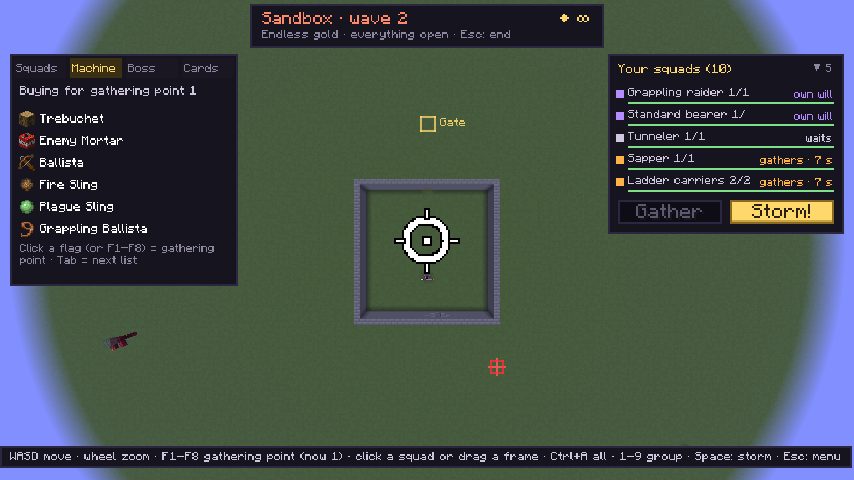 Sandbox · wave 2
∞
Endless gold · everything open · Esc: end
Squads Machine Boss Cards
Buying for gathering point 1
Trebuchet
Enemy Mortar
Ballista
Fire Sling
Plague Sling
Grappling Ballista
Click a flag (or F1-F8) = gathering
point · Tab = next list
Gate
Your squads (10) ▼ 5
Grappling raider 1/1 own will
Standard bearer 1/ own will
Tunneler 1/1 waits
Sapper 1/1 gathers · 7 s
Ladder carriers 2/2 gathers · 7 s
Gather Storm!
WASD move · wheel zoom · F1-F8 gathering point (now 1) · click a squad or drag a frame · Ctrl+A all · 1-9 group · Space: storm · Esc: menu